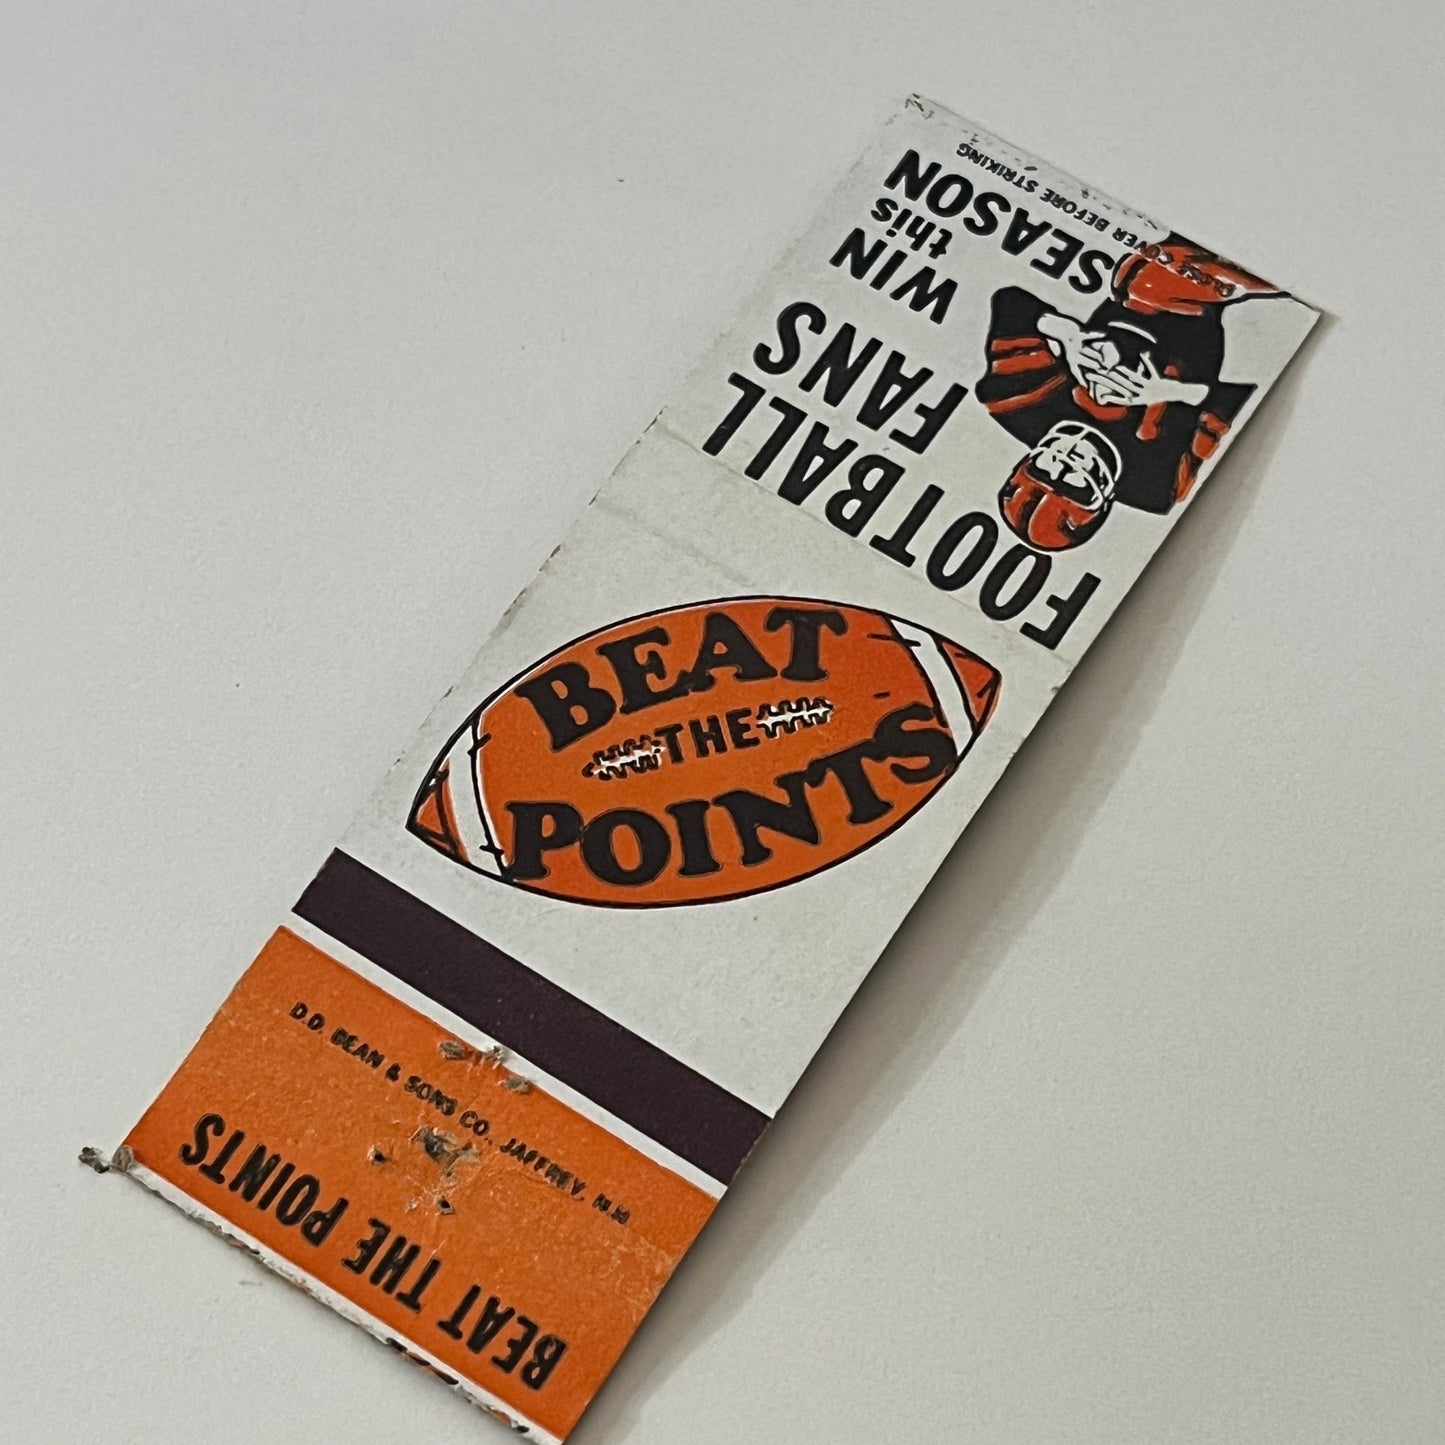 FOOTBALL
FANS
WIN
this
SEASON
CLOSE COVER BEFORE STRIKING
BEAT
THE
POINTS
D.D. BEAN & SONS CO., JAFFREY, N.H.
BEAT THE POINTS